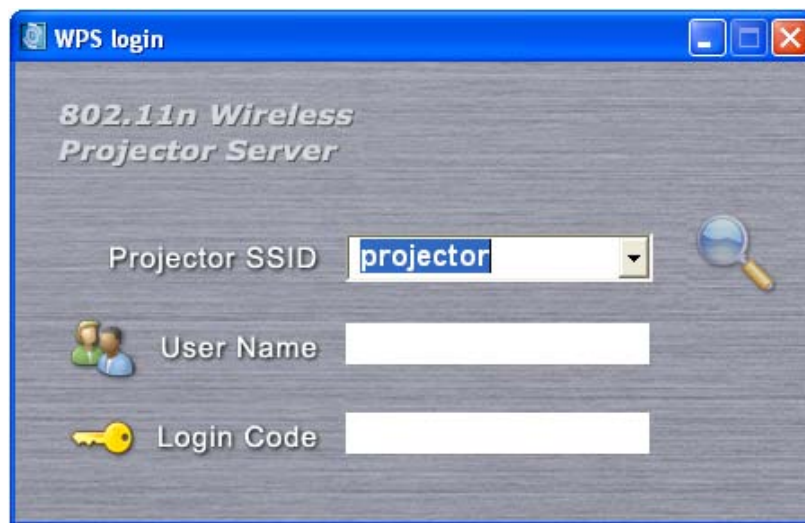 WPS login
802.11n Wireless
Projector Server
Projector SSID projector
User Name
Login Code